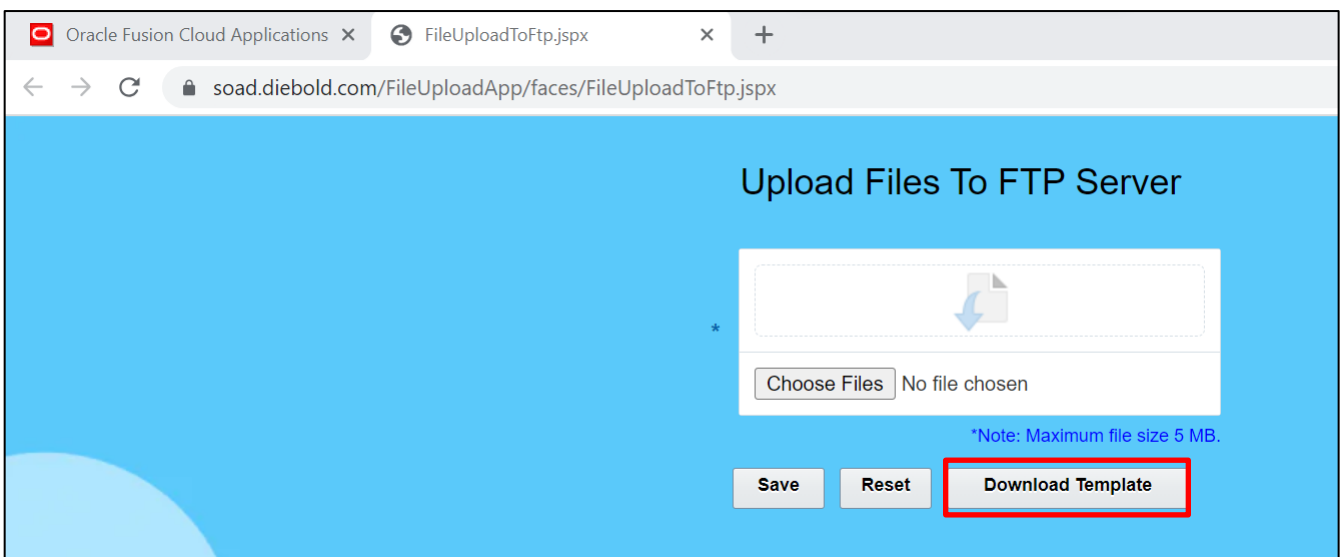 Oracle Fusion Cloud Applications
FileUploadToFtp.jspx
soad.diebold.com/FileUploadApp/faces/FileUploadToFtp.jspx
Upload Files To FTP Server
*
Choose Files No file chosen
*Note: Maximum file size 5 MB.
Save Reset Download Template